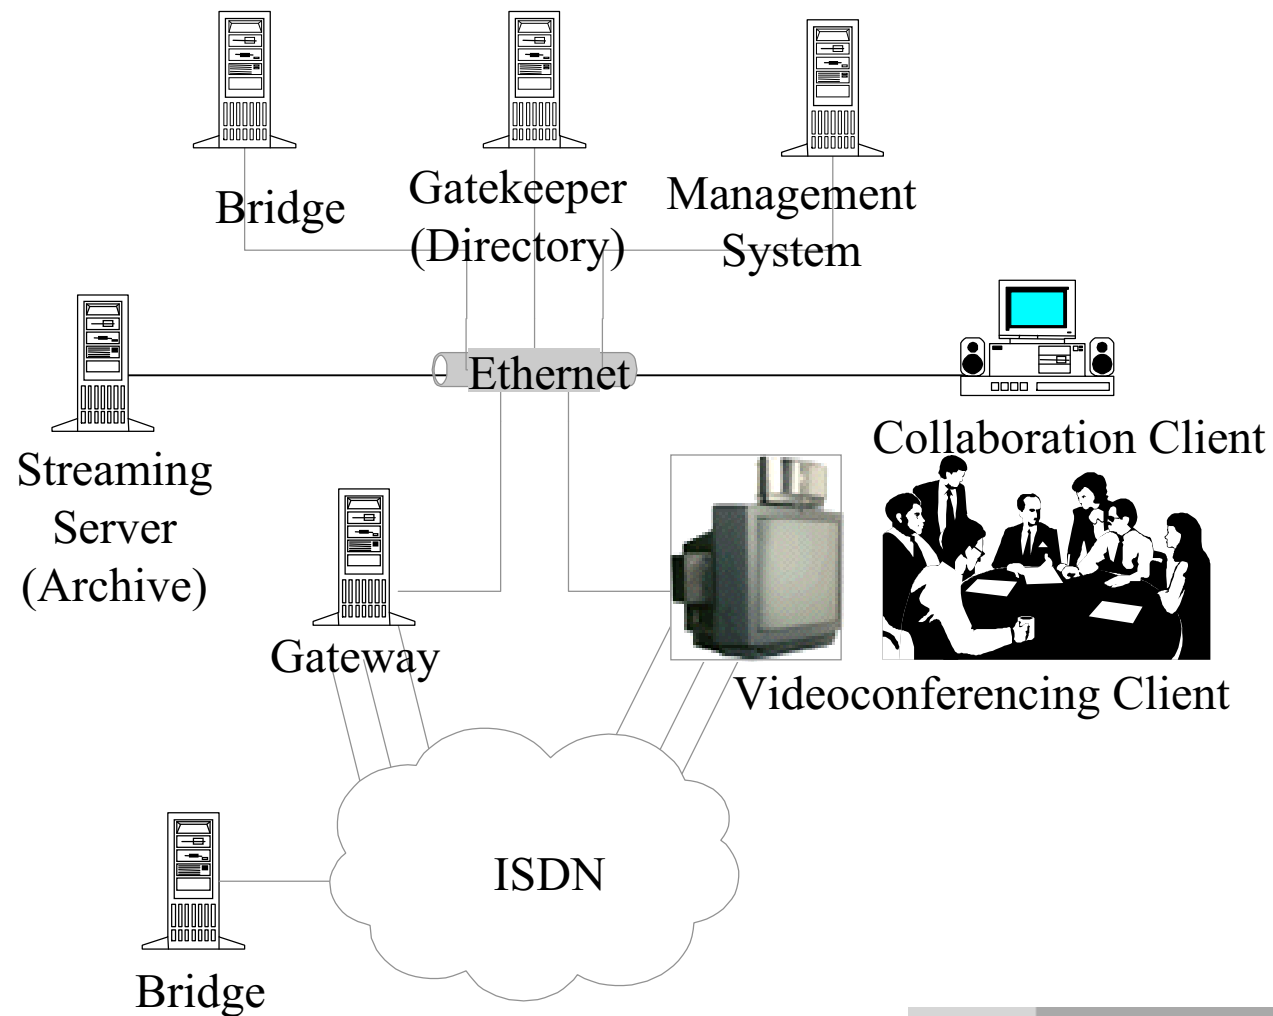 Bridge
Gatekeeper
(Directory)
Management
System
Ethernet
Collaboration Client
Streaming
Server
(Archive)
Gateway
Videoconferencing Client
ISDN
Bridge